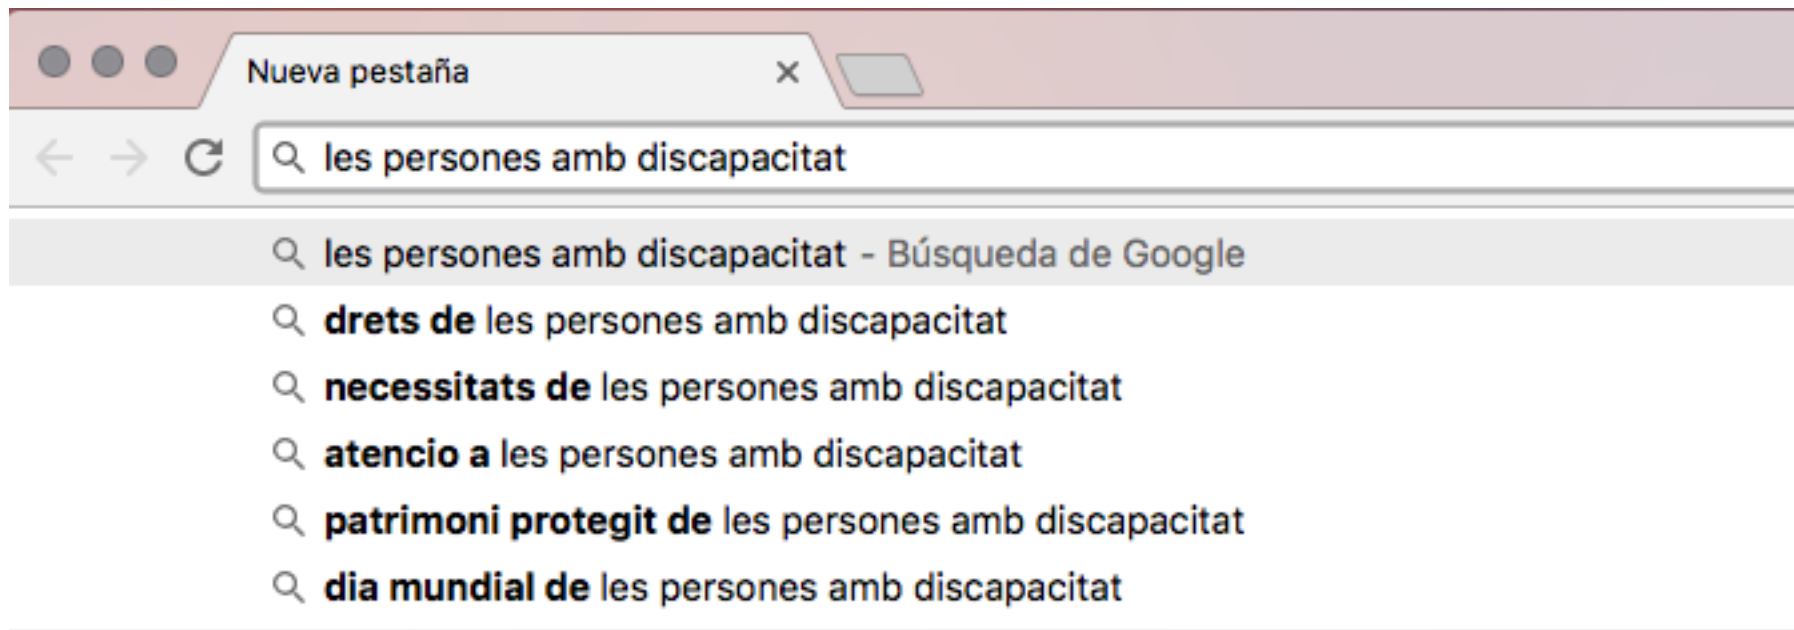 Nueva pestaña
les persones amb discapacitat
les persones amb discapacitat - Búsqueda de Google
drets de les persones amb discapacitat
necessitats de les persones amb discapacitat
atencio a les persones amb discapacitat
patrimoni protegit de les persones amb discapacitat
dia mundial de les persones amb discapacitat